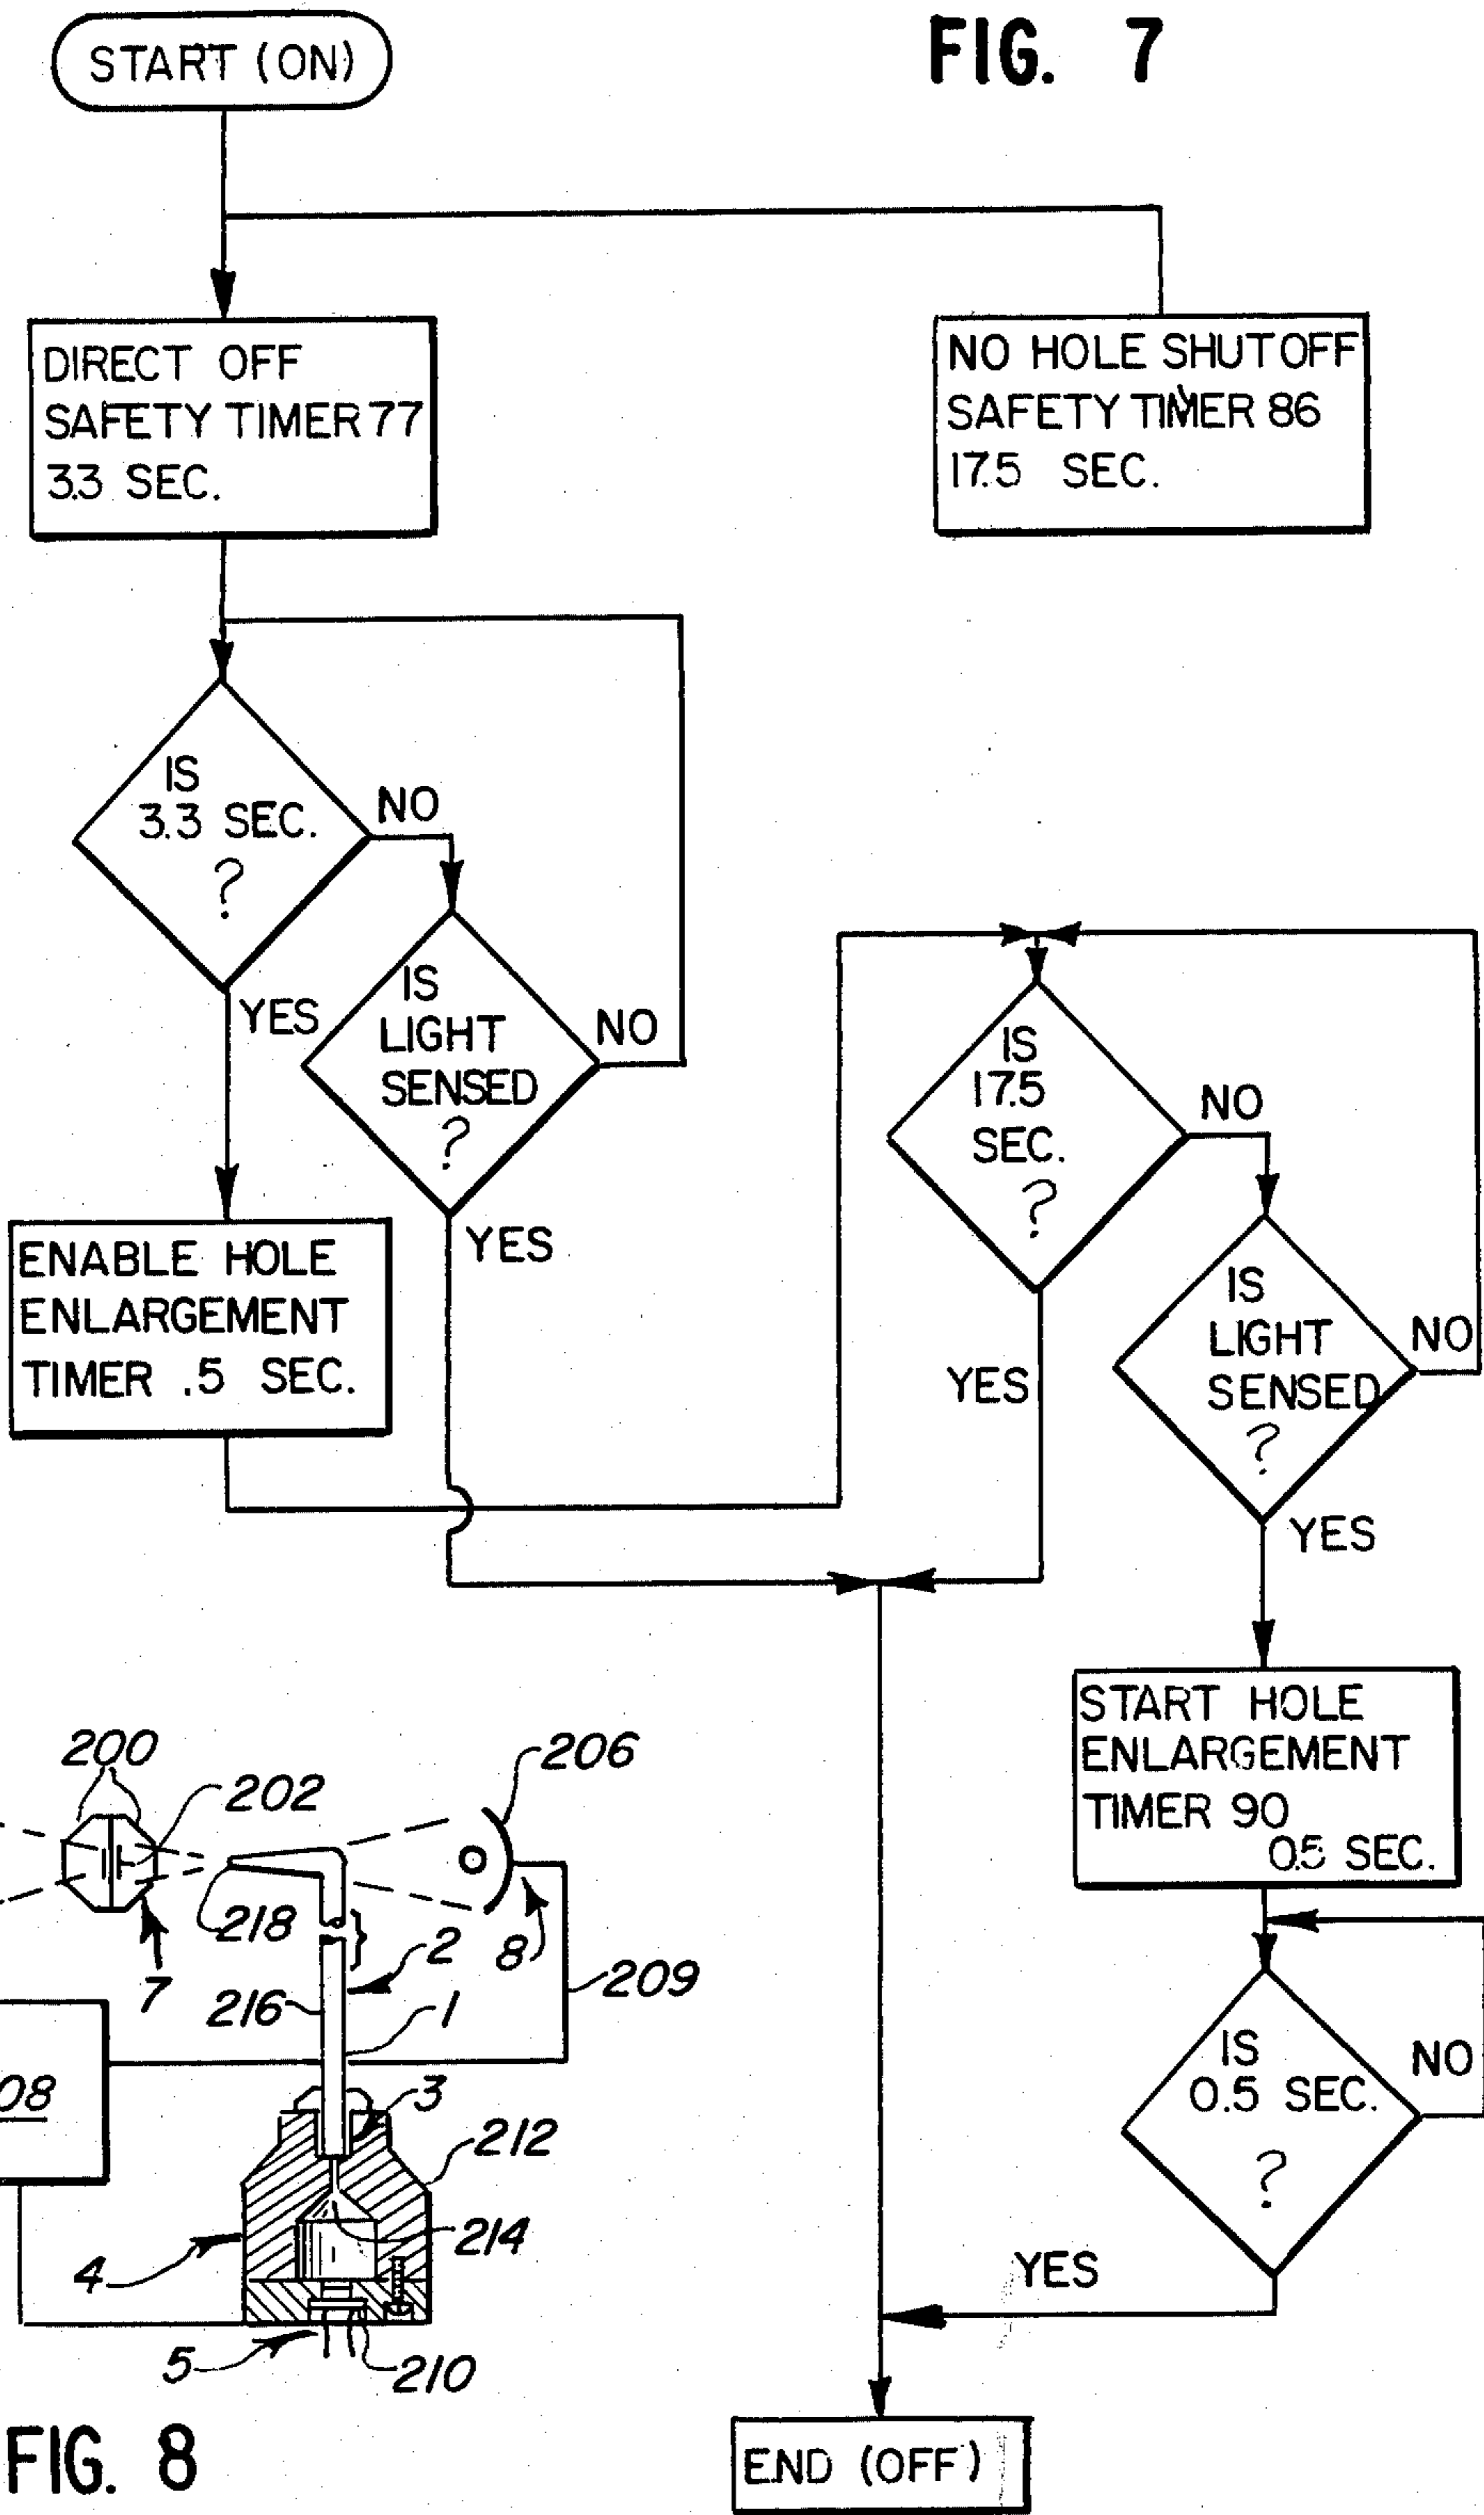 FIG. 7
START (ON)
DIRECT OFF
SAFETY TIMER 77
3.3 SEC.
NO HOLE SHUTOFF
SAFETY TIMER 86
17.5 SEC.
IS
3.3 SEC.
?
NO
YES
IS
LIGHT
SENSED
?
NO
YES
ENABLE HOLE
ENLARGEMENT
TIMER .5 SEC.
IS
17.5
SEC.
?
NO
YES
IS
LIGHT
SENSED
?
NO
YES
START HOLE
ENLARGEMENT
TIMER 90
0.5 SEC.
IS
0.5 SEC.
?
NO
YES
END (OFF)
200
202
206
218
2
8
7
216
1
209
08
3
212
4
214
5
210
FIG. 8